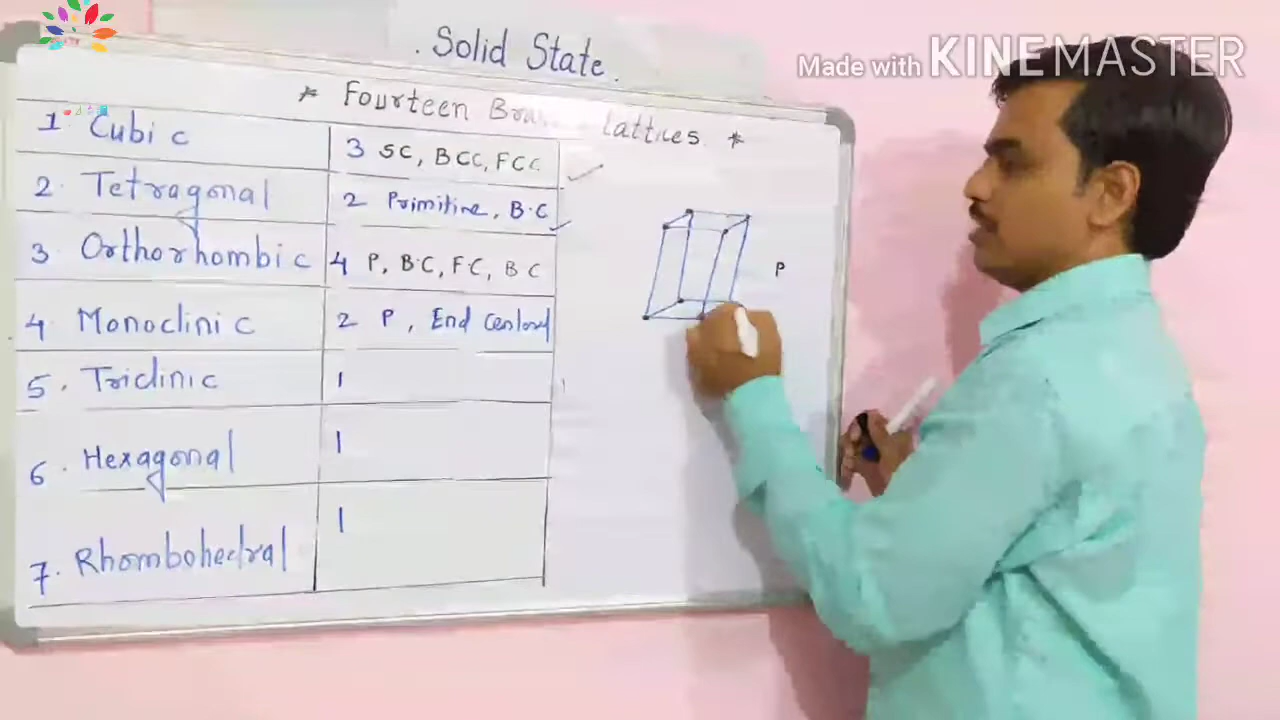 Made with KINEMASTER
Solid State.
* Fourteen lattices *
1. Cubic 3 SC, BCC, FCC
2. Tetragonal 2 Primitive, B.C
3. Orthorhombic 4 P, B.C, F.C, B C
4. Monoclinic 2 P, End Centered
5. Triclinic 1
6. Hexagonal 1
7. Rhombohedral 1
P